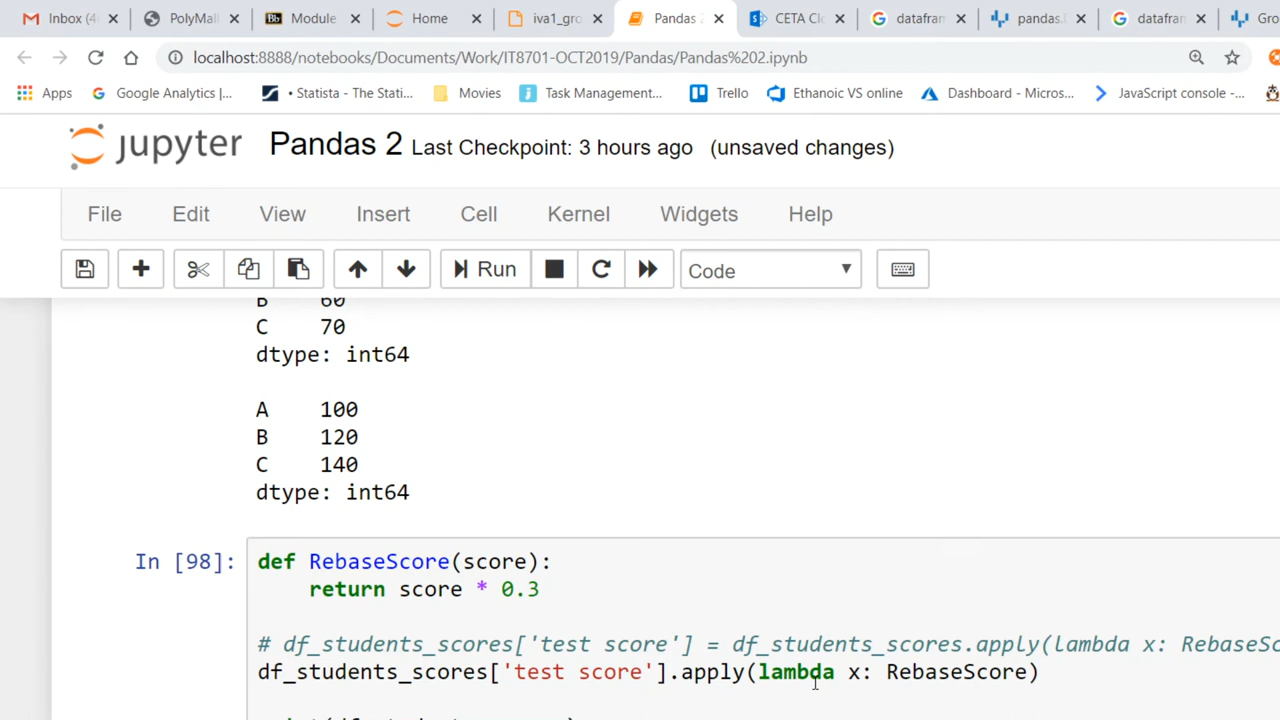 Inbox (4
PolyMall
Bb Module
Home
iva1_gro
Pandas 2
CETA Clo
datafran
pandas.
datafran
Gro
localhost:8888/notebooks/Documents/Work/IT8701-OCT2019/Pandas/Pandas%202.ipynb
Apps
Google Analytics |...
• Statista - The Stati...
Movies
Task Management...
Trello
Ethanoic VS online
Dashboard - Micros...
JavaScript console -...
jupyter Pandas 2 Last Checkpoint: 3 hours ago (unsaved changes)
File Edit View Insert Cell Kernel Widgets Help
Run Code
B 60
C 70
dtype: int64
A 100
B 120
C 140
dtype: int64
In [98]: def RebaseScore(score):
return score * 0.3
# df_students_scores['test score'] = df_students_scores.apply(lambda x: RebaseSc
df_students_scores['test score'].apply(lambda x: RebaseScore)